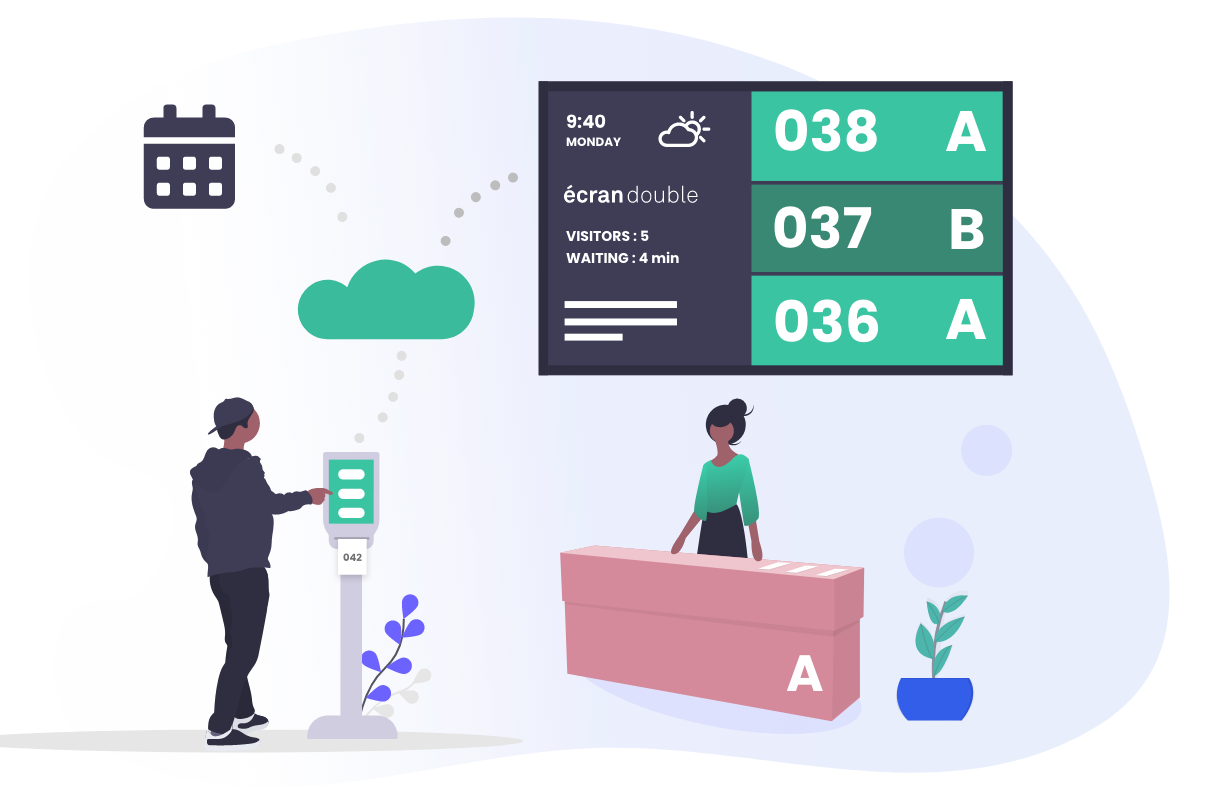 9:40
MONDAY
écran double
VISITORS : 5
WAITING : 4 min
038 A
037 B
036 A
042
A